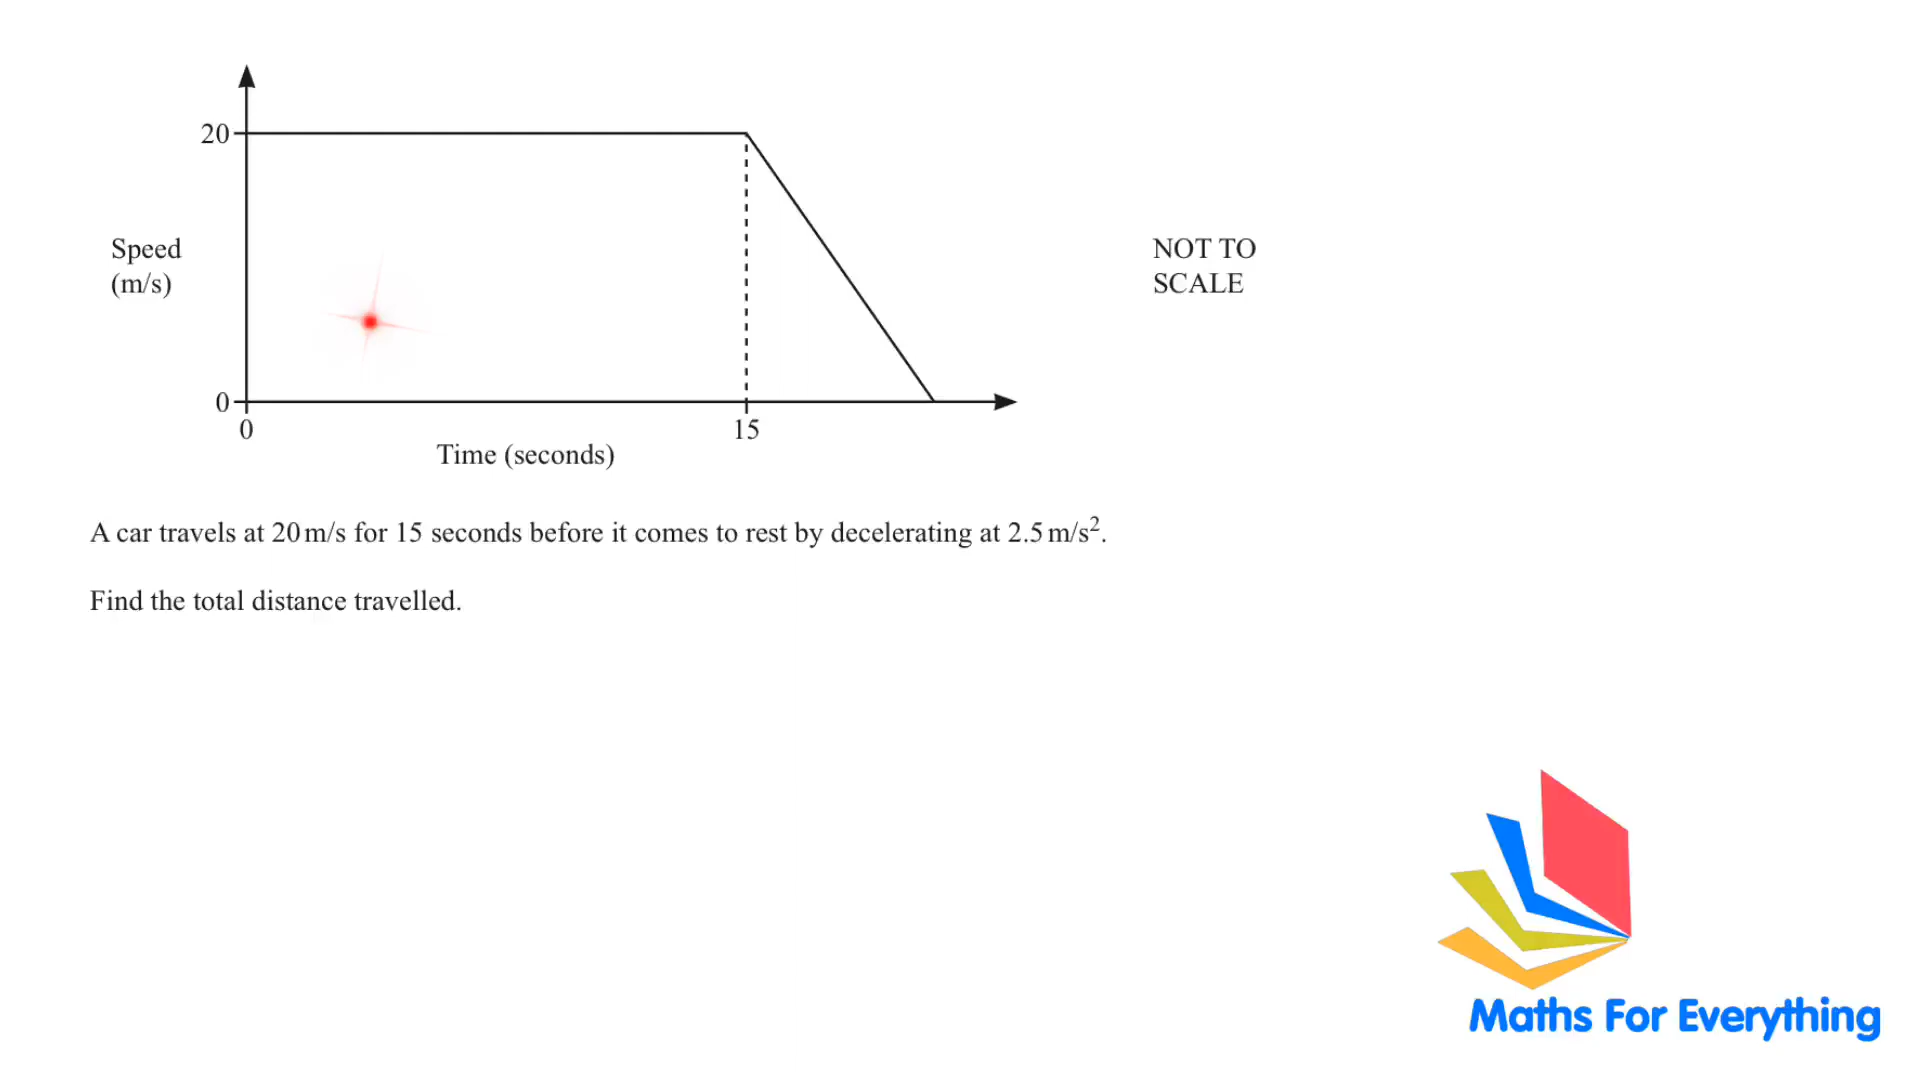 20
Speed
(m/s)
NOT TO
SCALE
0
0
15
Time (seconds)
A car travels at 20 m/s for 15 seconds before it comes to rest by decelerating at 2.5 m/s².
Find the total distance travelled.
Maths For Everything